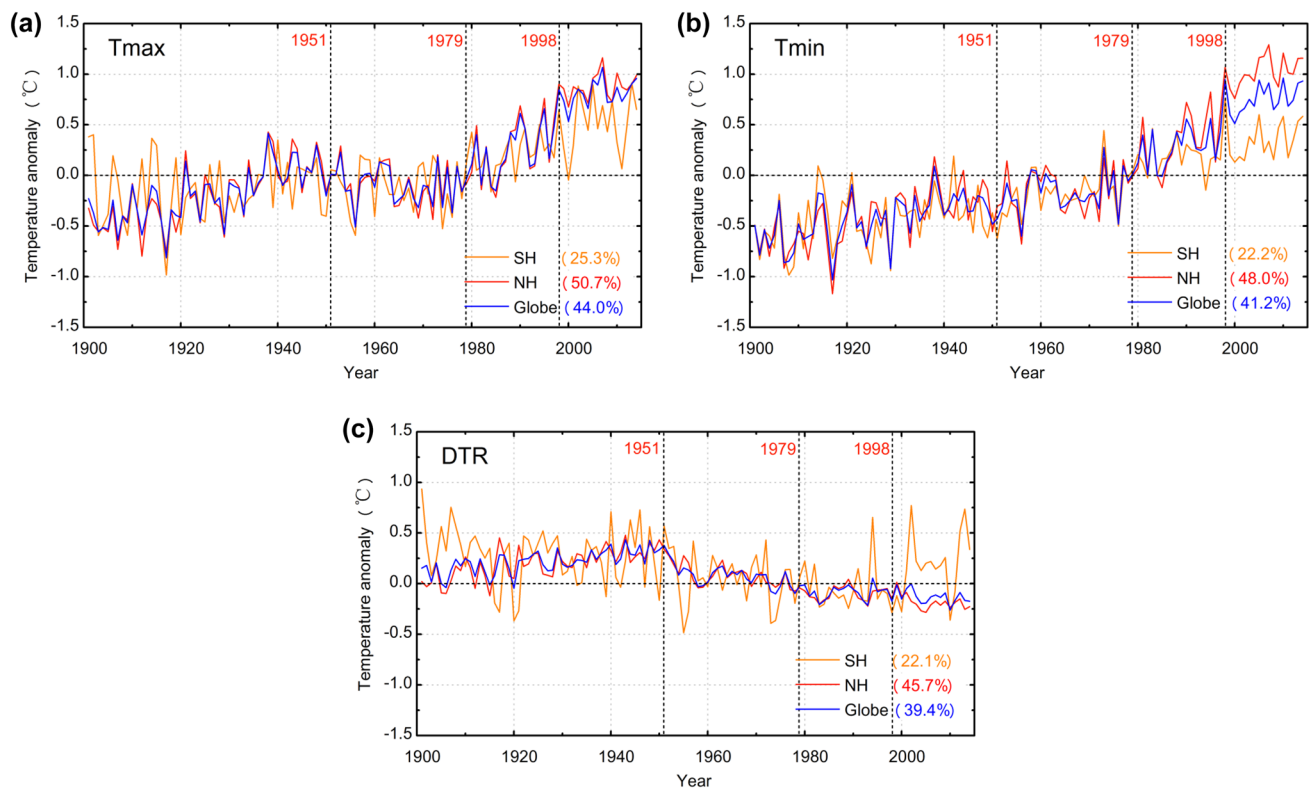 (a)
Tmax
1951
1979
1998
1.5
1.0
0.5
0.0
-0.5
-1.0
-1.5
Temperature anomaly (℃)
SH (25.3%)
NH (50.7%)
Globe (44.0%)
1900 1920 1940 1960 1980 2000
Year
(b)
Tmin
1951
1979
1998
1.5
1.0
0.5
0.0
-0.5
-1.0
-1.5
Temperature anomaly (℃)
SH (22.2%)
NH (48.0%)
Globe (41.2%)
1900 1920 1940 1960 1980 2000
Year
(c)
DTR
1951
1979
1998
1.5
1.0
0.5
0.0
-0.5
-1.0
-1.5
Temperature anomaly (℃)
SH (22.1%)
NH (45.7%)
Globe (39.4%)
1900 1920 1940 1960 1980 2000
Year